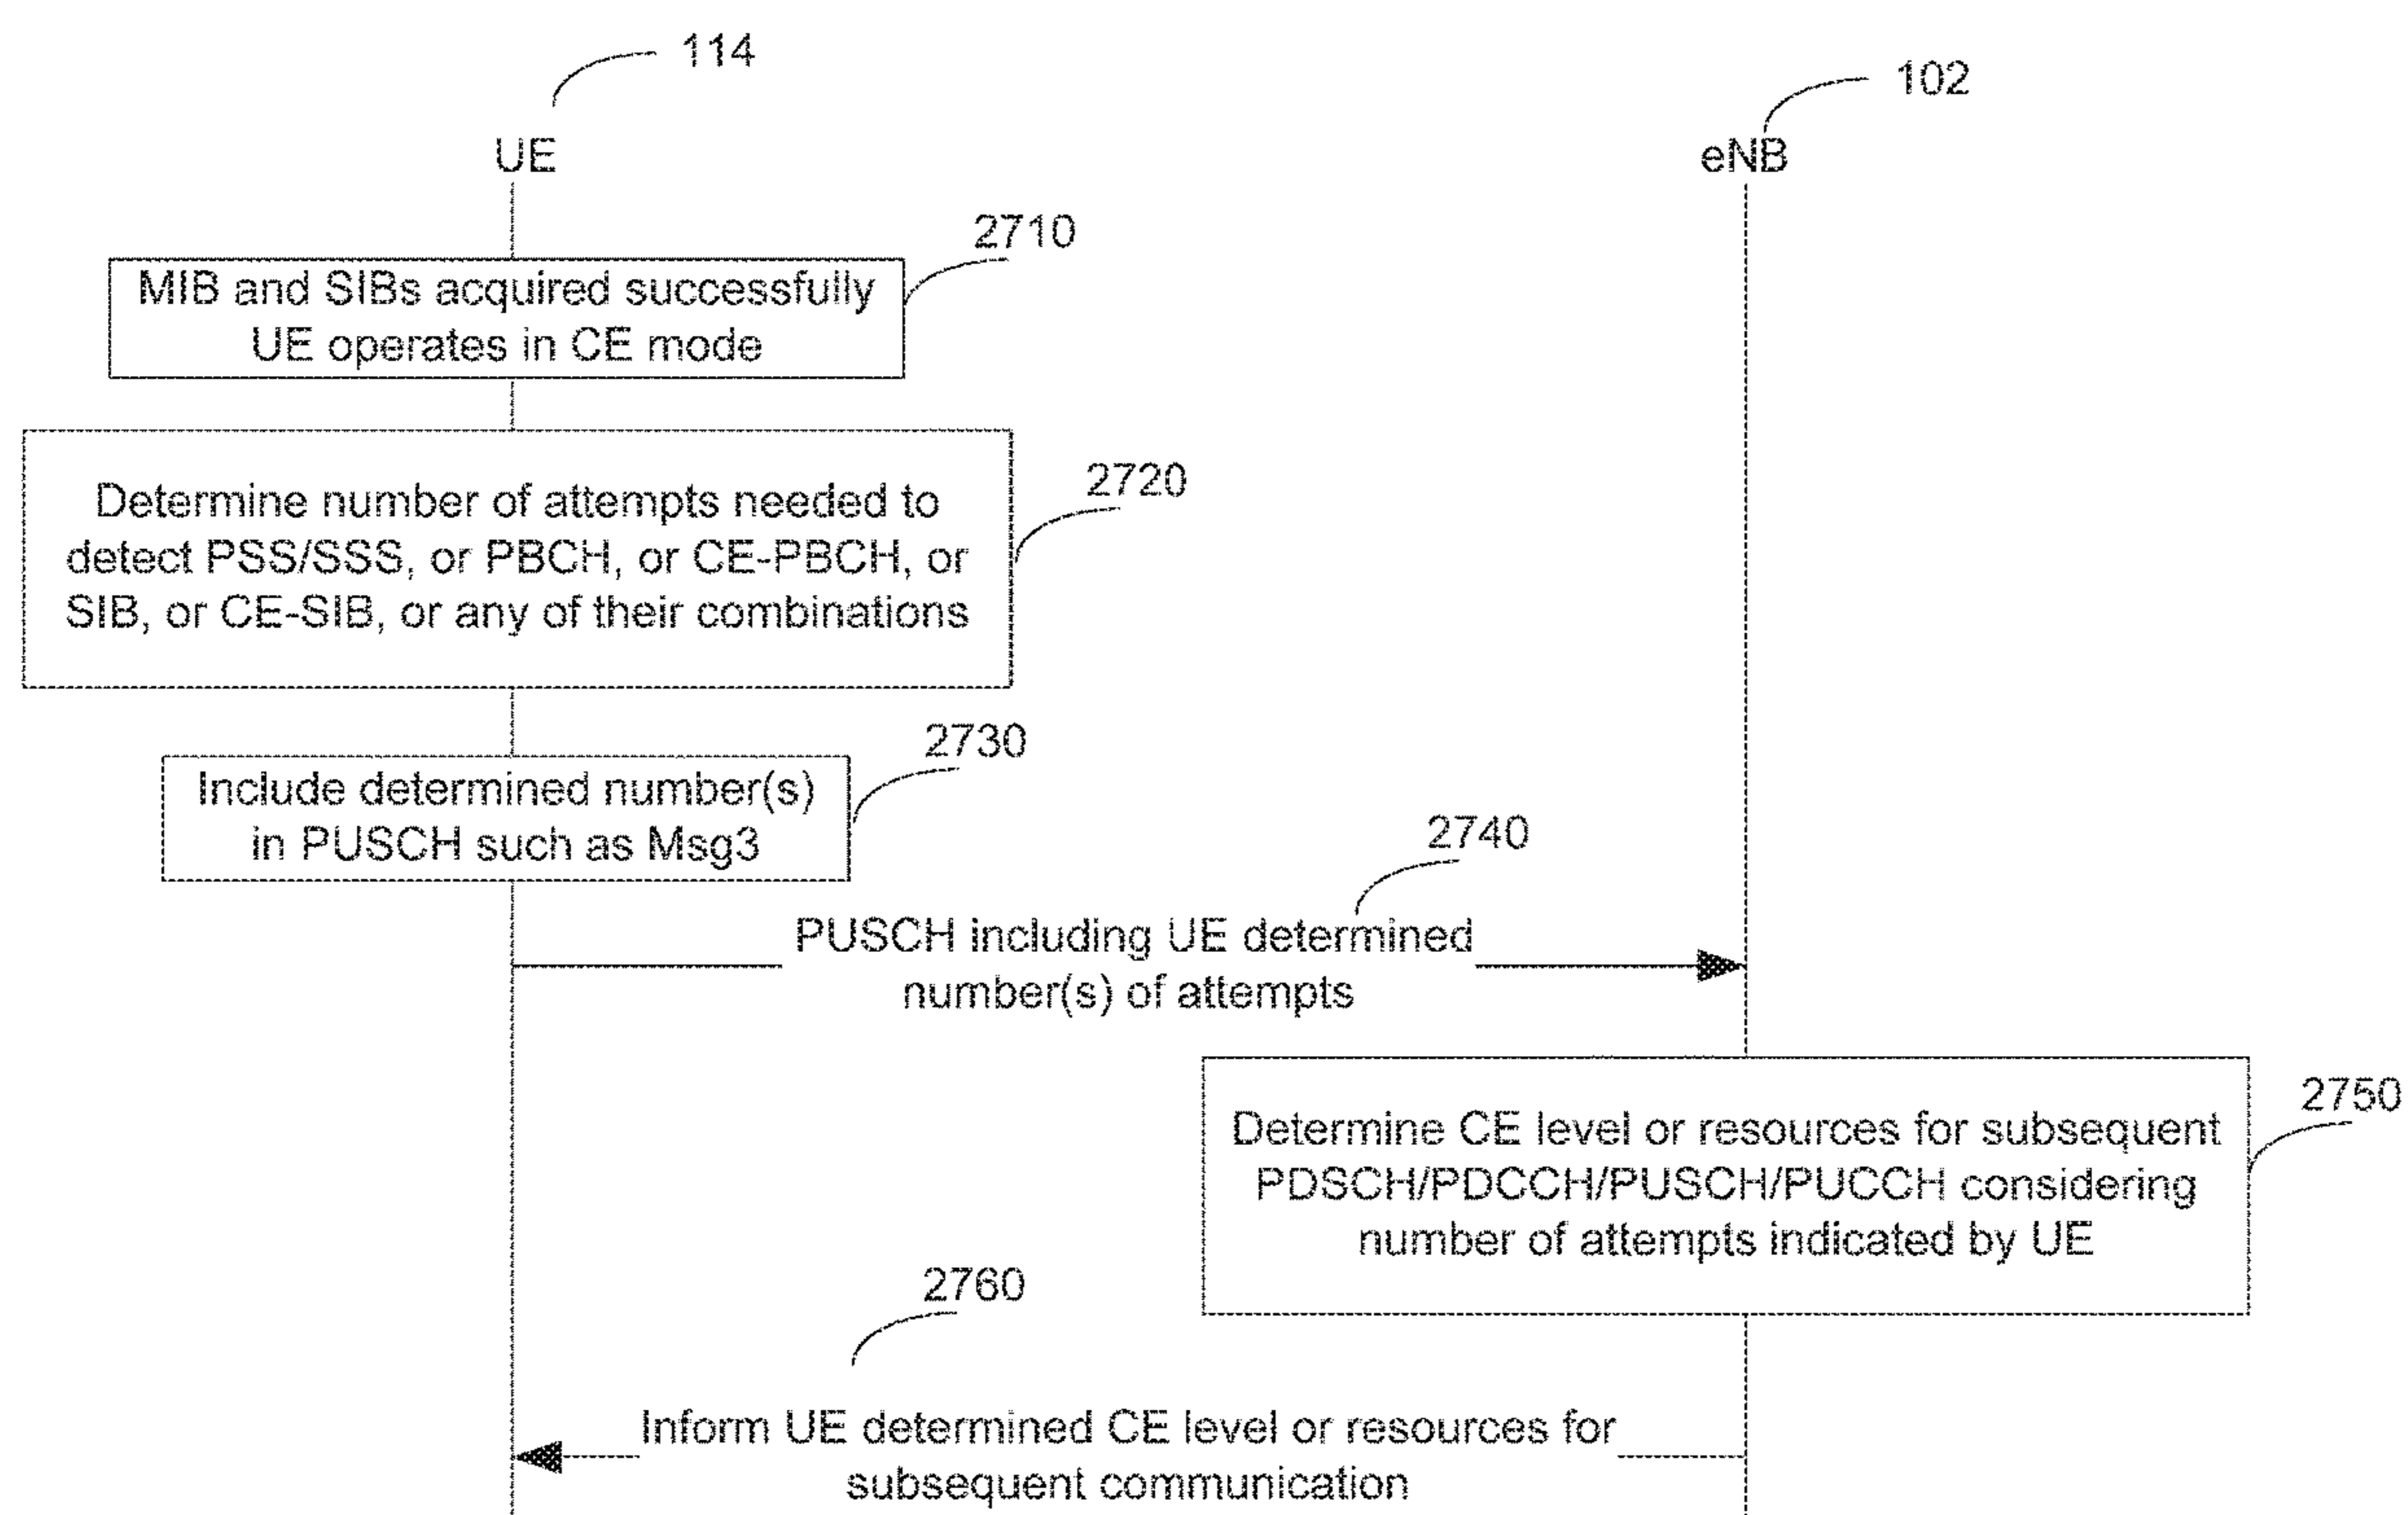 114
102
UE
eNB
2710
MIB and SIBs acquired successfully
UE operates in CE mode
2720
Determine number of attempts needed to
detect PSS/SSS, or PBCH, or CE-PBCH, or
SIB, or CE-SIB, or any of their combinations
2730
Include determined number(s)
in PUSCH such as Msg3
2740
PUSCH including UE determined
number(s) of attempts
2750
Determine CE level or resources for subsequent
PDSCH/PDCCH/PUSCH/PUCCH considering
number of attempts indicated by UE
2760
Inform UE determined CE level or resources for
subsequent communication